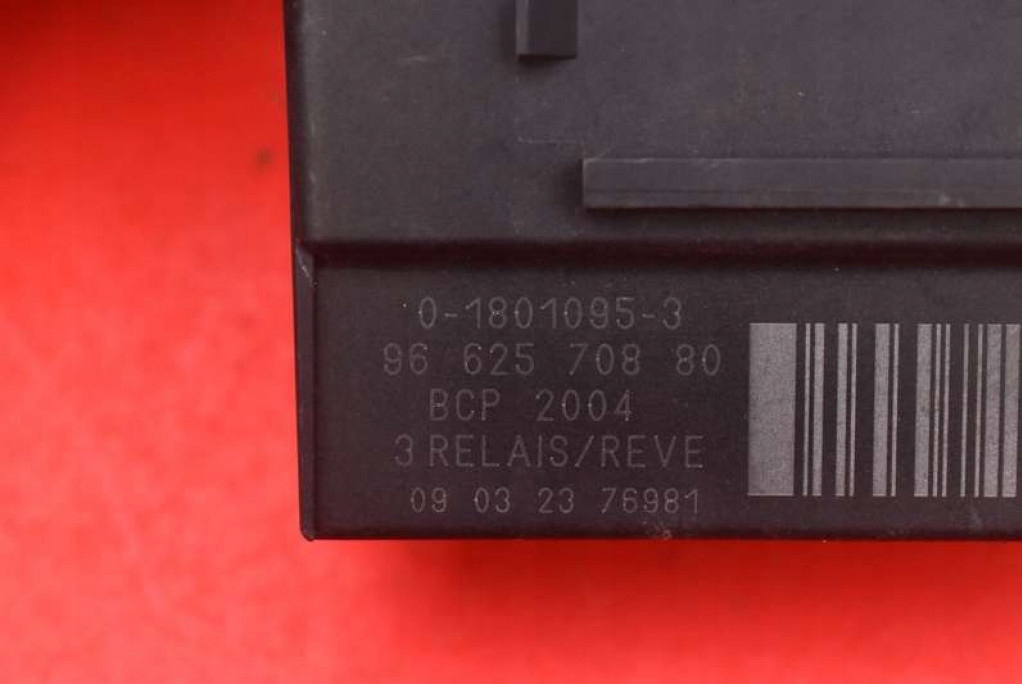 0-1801095-3
96 625 708 80
BCP 2004
3 RELAIS/REVE
09 03 23 76981